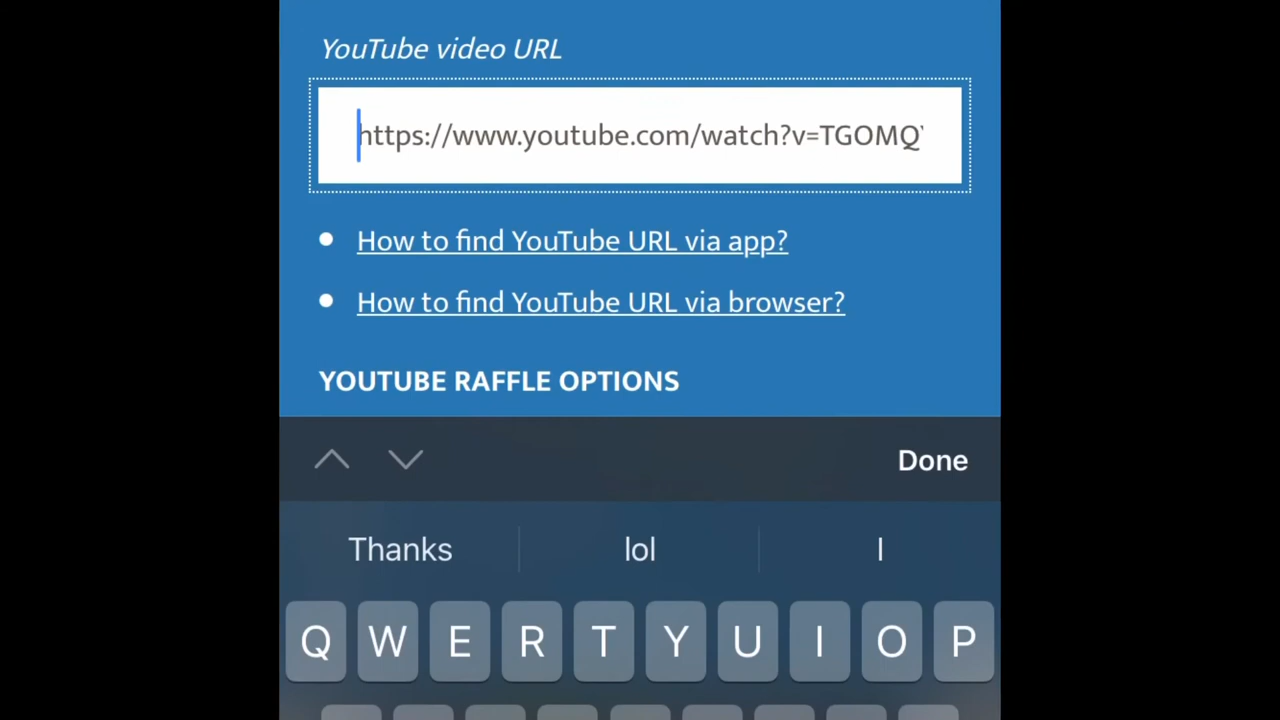 YouTube video URL
https://www.youtube.com/watch?v=TGOMQ
How to find YouTube URL via app?
How to find YouTube URL via browser?
YOUTUBE RAFFLE OPTIONS
Done
Thanks lol I
Q W E R T Y U I O P